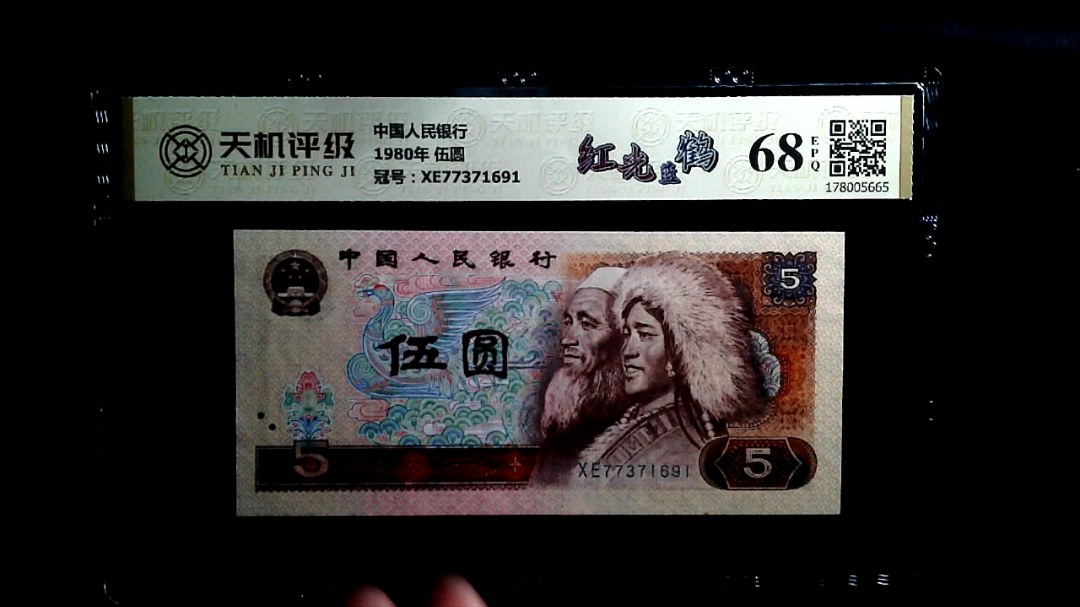 天机评级
TIAN JI PING JI
中国人民银行
1980年 伍圆
冠号：XE77371691
红光蓝鹤
68
EPQ
178005665
中国人民银行
5
伍圆
5
XE77371691
5